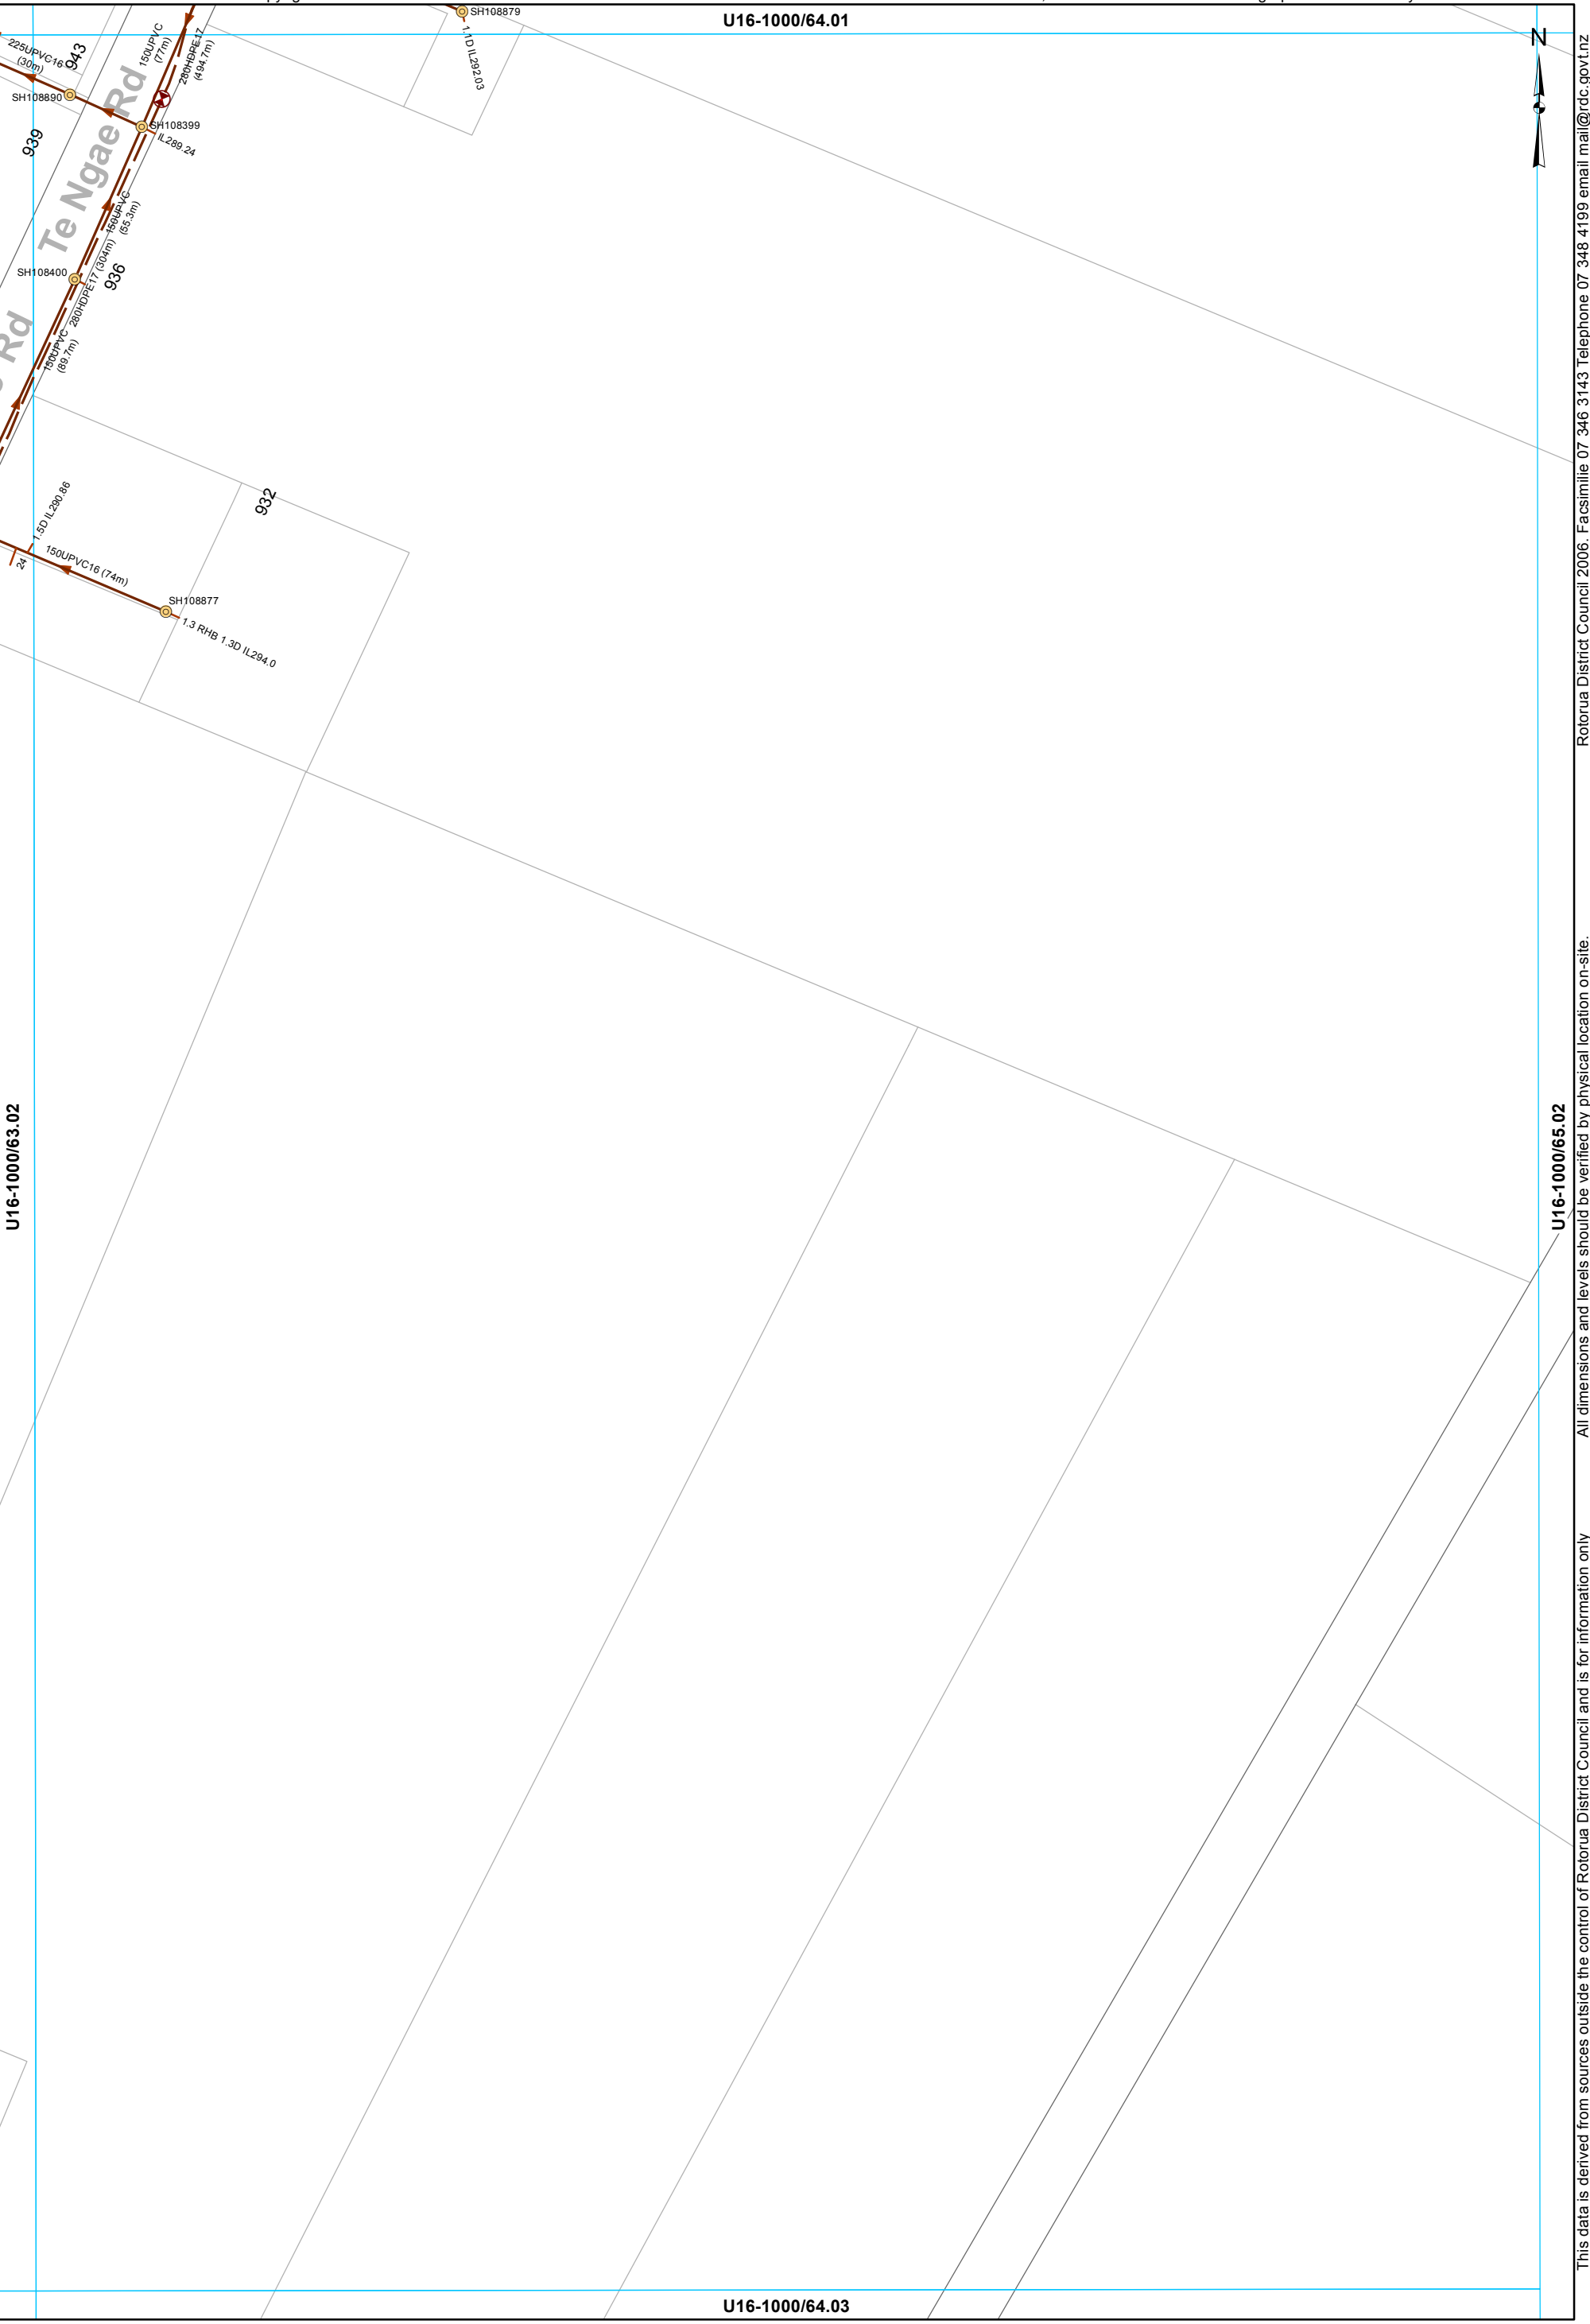 U16-1000/64.01
SH108879
1.1D IL292.03
N
225UPVC16
(30m)
943
150UPVC
(77m)
280HDPE17
(494.7m)
SH108890
SH108399
IL289.24
939
Te Ngae Rd
150UPVC
(55.3m)
SH108400
936
280HDPE17 (304m)
Rd
150UPVC
(89.7m)
932
1.5D IL290.86
24
150UPVC16 (74m)
SH108877
1.3 RHB 1.3D IL294.0
U16-1000/63.02
U16-1000/65.02
U16-1000/64.03
This data is derived from sources outside the control of Rotorua District Council and is for information only
All dimensions and levels should be verified by physical location on-site.
Rotorua District Council 2006. Facsimilie 07 346 3143 Telephone 07 348 4199 email mail@rdc.govt.nz